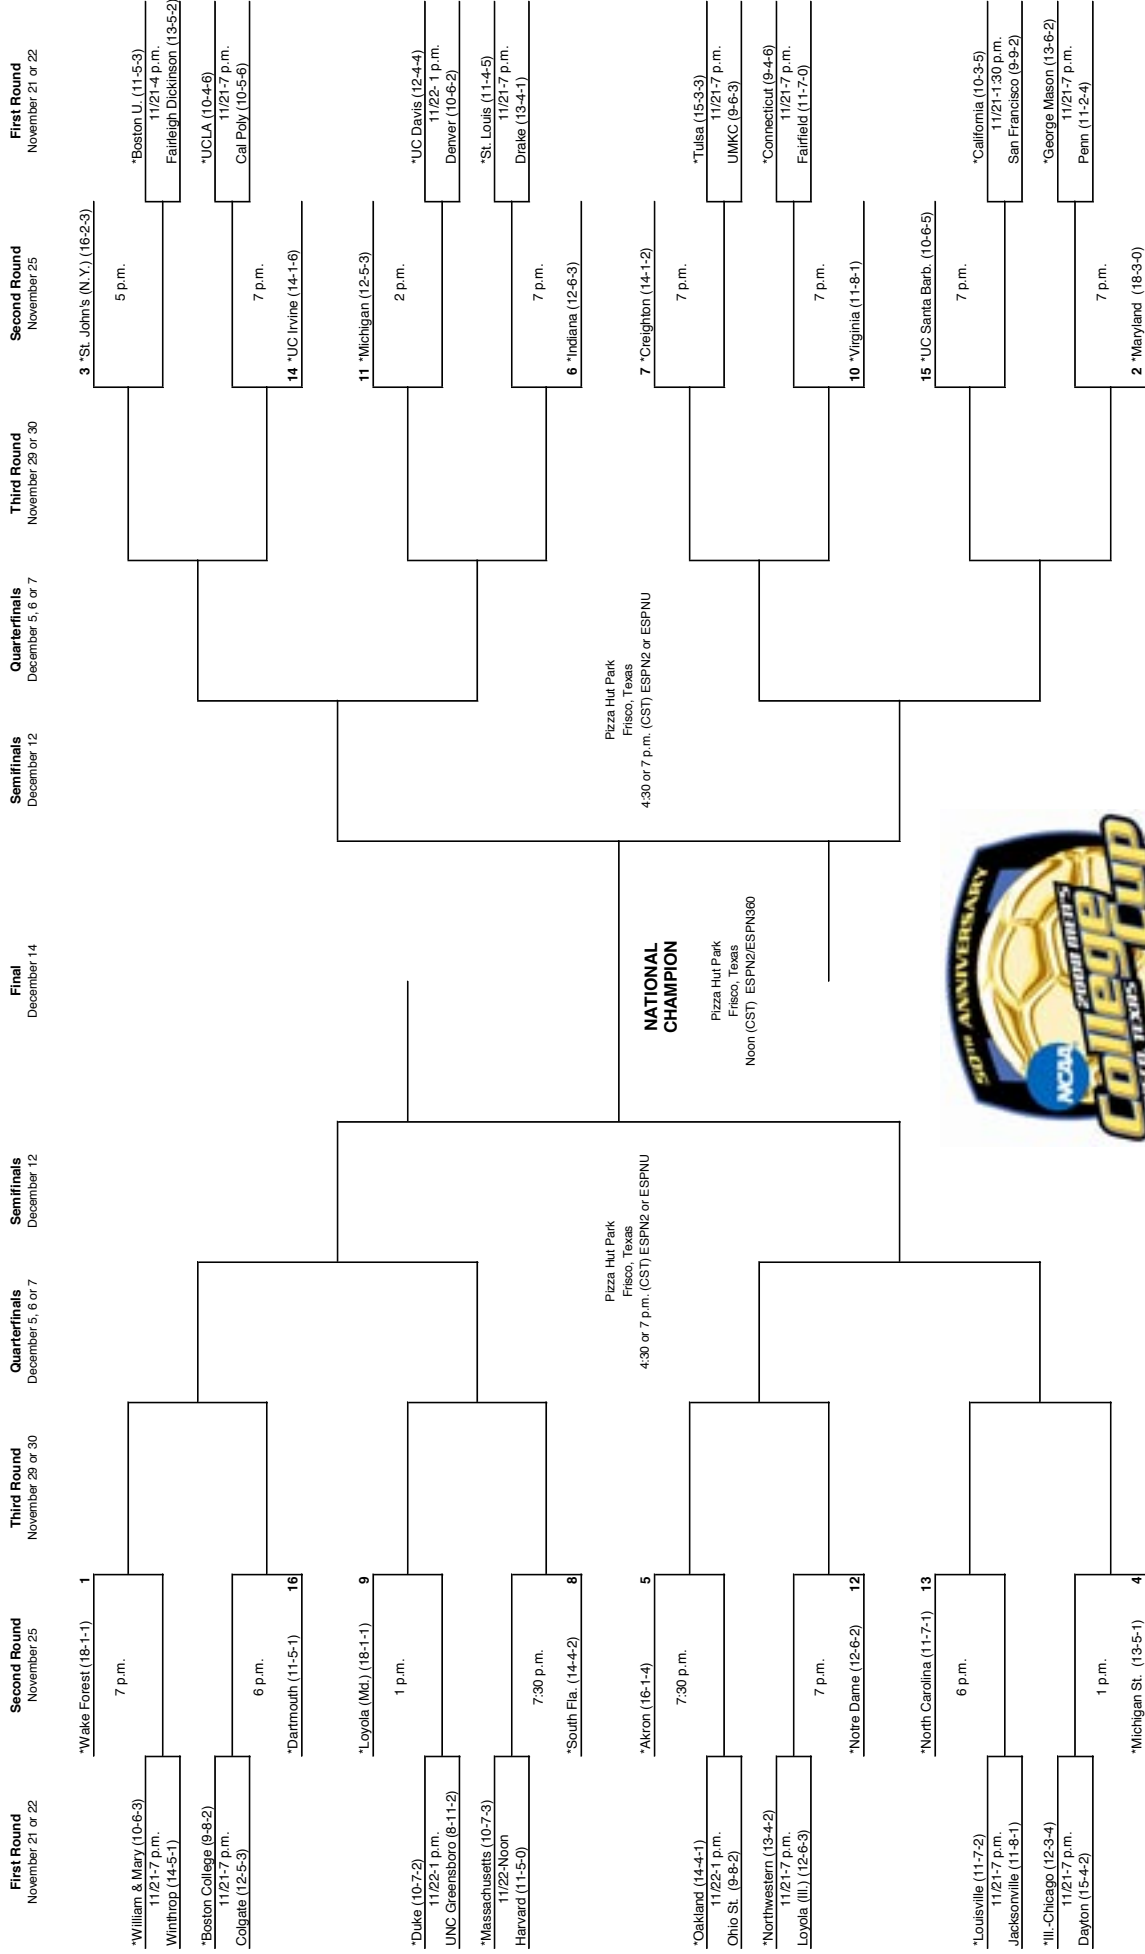 First Round
November 21 or 22
Second Round
November 25
Third Round
November 29 or 30
Quarterfinals
December 5, 6 or 7
Semifinals
December 12
Final
December 14
Semifinals
December 12
Quarterfinals
December 5, 6 or 7
Third Round
November 29 or 30
Second Round
November 25
First Round
November 21 or 22
*William & Mary (10-6-3)
11/21-7 p.m.
Winthrop (14-5-1)
*Boston College (9-8-2)
11/21-7 p.m.
Colgate (12-5-3)
*Duke (10-7-2)
11/22-1 p.m.
UNC Greensboro (8-11-2)
*Massachusetts (10-7-3)
11/22-Noon
Harvard (11-5-0)
*Oakland (14-4-1)
11/22-1 p.m.
Ohio St. (9-8-2)
*Northwestern (13-4-2)
11/21-7 p.m.
Loyola (Ill.) (12-6-3)
*Louisville (11-7-2)
11/21-7 p.m.
Jacksonville (11-8-1)
*Ill.-Chicago (12-3-4)
11/21-7 p.m.
Dayton (15-4-2)
*Wake Forest (18-1-1) 1
7 p.m.
6 p.m.
*Dartmouth (11-5-1) 16
*Loyola (Md.) (18-1-1) 9
1 p.m.
7:30 p.m.
*South Fla. (14-4-2) 8
*Akron (16-1-4) 5
7:30 p.m.
7 p.m.
*Notre Dame (12-6-2) 12
*North Carolina (11-7-1) 13
6 p.m.
1 p.m.
*Michigan St. (13-5-1) 4
Pizza Hut Park
Frisco, Texas
4:30 or 7 p.m. (CST) ESPN2 or ESPNU
NATIONAL
CHAMPION
Pizza Hut Park
Frisco, Texas
Noon (CST) ESPN2/ESPN360
50TH ANNIVERSARY
NCAA
2008 MEN'S
College Cup
TEXAS
Pizza Hut Park
Frisco, Texas
4:30 or 7 p.m. (CST) ESPN2 or ESPNU
3 *St. John's (N.Y.) (16-2-3)
5 p.m.
7 p.m.
14 *UC Irvine (14-1-6)
11 *Michigan (12-5-3)
2 p.m.
7 p.m.
6 *Indiana (12-6-3)
7 *Creighton (14-1-2)
7 p.m.
7 p.m.
10 *Virginia (11-8-1)
15 *UC Santa Barb. (10-6-5)
7 p.m.
7 p.m.
2 *Maryland (18-3-0)
*Boston U. (11-5-3)
11/21-4 p.m.
Fairleigh Dickinson (13-5-2)
*UCLA (10-4-6)
11/21-7 p.m.
Cal Poly (10-5-6)
*UC Davis (12-4-4)
11/22- 1 p.m.
Denver (10-6-2)
*St. Louis (11-4-5)
11/21-7 p.m.
Drake (13-4-1)
*Tulsa (15-3-3)
11/21-7 p.m.
UMKC (9-6-3)
*Connecticut (9-4-6)
11/21-7 p.m.
Fairfield (11-7-0)
*California (10-3-5)
11/21-1:30 p.m.
San Francisco (9-9-2)
*George Mason (13-6-2)
11/21-7 p.m.
Penn (11-2-4)